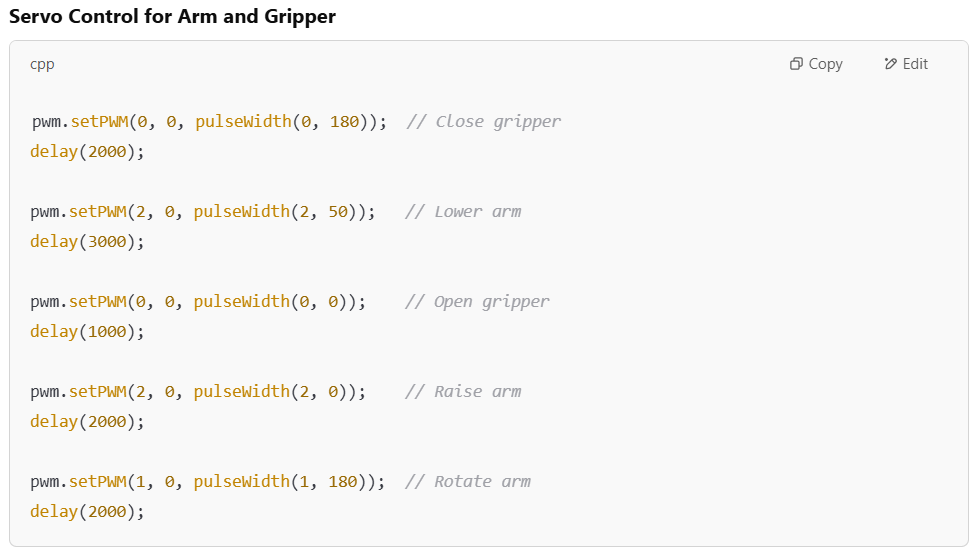 Servo Control for Arm and Gripper
cpp Copy Edit
pwm.setPWM(0, 0, pulseWidth(0, 180)); // Close gripper
delay(2000);
pwm.setPWM(2, 0, pulseWidth(2, 50)); // Lower arm
delay(3000);
pwm.setPWM(0, 0, pulseWidth(0, 0)); // Open gripper
delay(1000);
pwm.setPWM(2, 0, pulseWidth(2, 0)); // Raise arm
delay(2000);
pwm.setPWM(1, 0, pulseWidth(1, 180)); // Rotate arm
delay(2000);